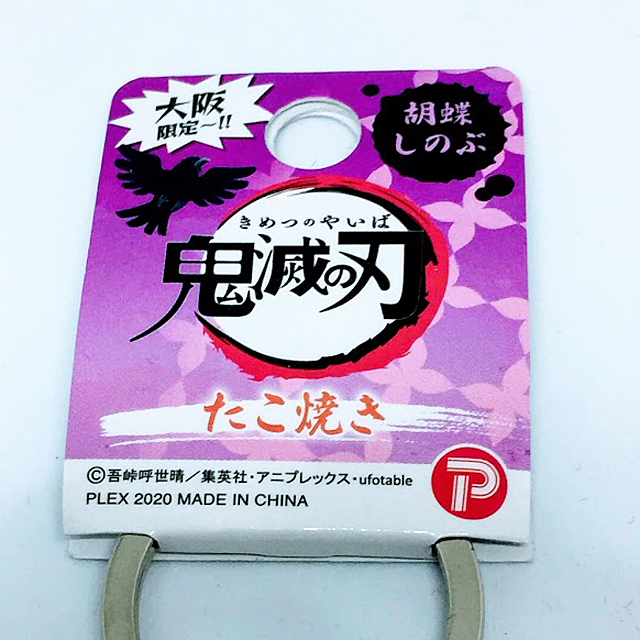 大阪
限定~!!
胡蝶
しのぶ
きめつのやいば
鬼滅の刃
たこ焼き
©吾峠呼世晴／集英社・アニプレックス・ufotable
PLEX 2020 MADE IN CHINA
P